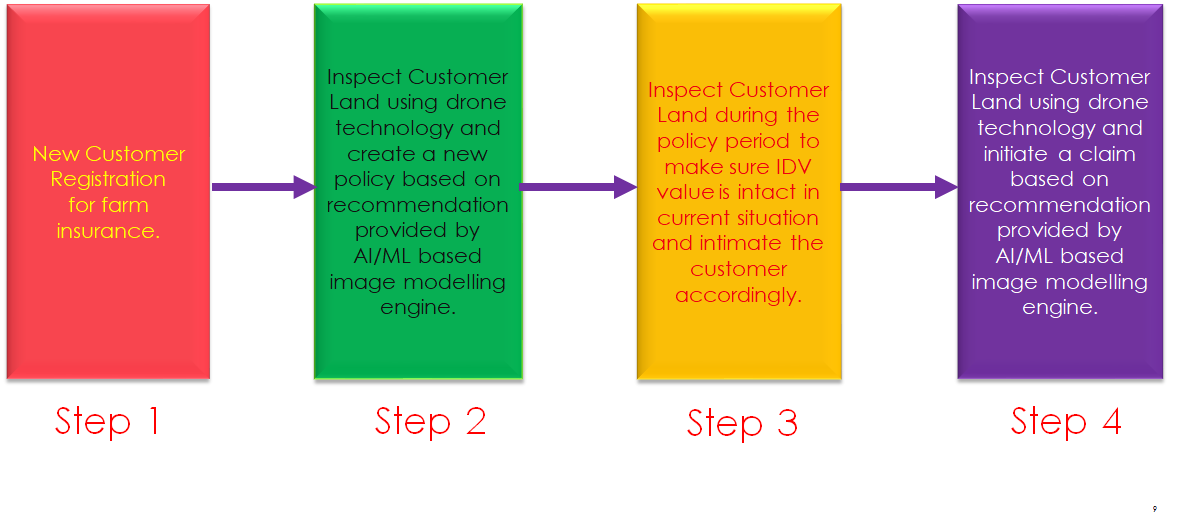 New Customer
Registration
for farm
insurance.
Inspect Customer
Land using drone
technology and
create a new
policy based on
recommendation
provided by
AI/ML based
image modelling
engine.
Inspect Customer
Land during the
policy period to
make sure IDV
value is intact in
current situation
and intimate the
customer
accordingly.
Inspect Customer
Land using drone
technology and
initiate a claim
based on
recommendation
provided by
AI/ML based
image modelling
engine.
Step 1
Step 2
Step 3
Step 4
9